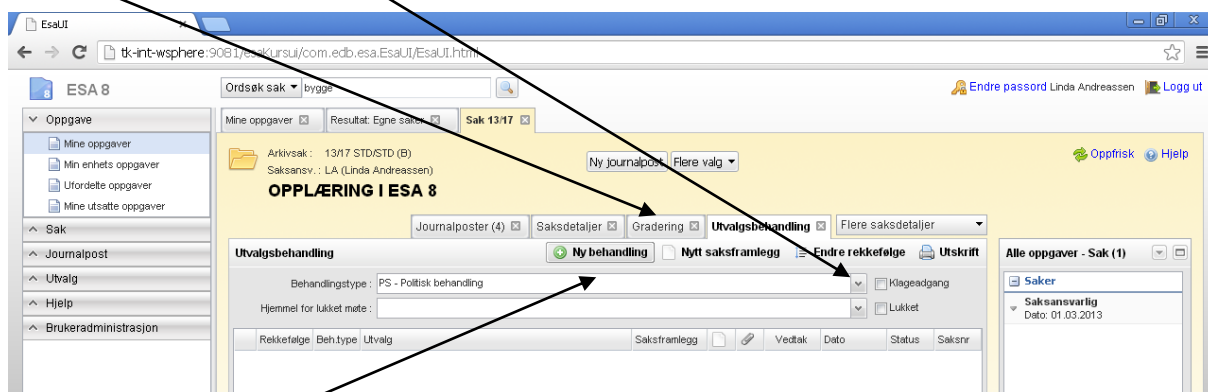 EsaUI
tk-int-wsphere:9081/esaKursui/com.edb.esa.EsaUI/EsaUI.html
8 ESA 8
Ordsøk sak bygge
Endre passord Linda Andreassen Logg ut
Oppgave
Mine oppgaver
Min enhets oppgaver
Ufordelte oppgaver
Mine utsatte oppgaver
Sak
Journalpost
Utvalg
Hjelp
Brukeradministrasjon
Mine oppgaver Resultat: Egne saker Sak 13/17
Arkivsak : 13/17 STD/STD (B)
Saksansv. : LA (Linda Andreassen)
OPPLÆRING I ESA 8
Ny journalpost Flere valg
Oppfrisk Hjelp
Journalposter (4) Saksdetaljer Gradering Utvalgsbehandling Flere saksdetaljer
Utvalgsbehandling Ny behandling Nytt saksframlegg Endre rekkefølge Utskrift
Behandlingstype : PS - Politisk behandling Klageadgang
Hjemmel for lukket møte : Lukket
Rekkefølge Beh.type Utvalg Saksframlegg Vedtak Dato Status Saksnr
Alle oppgaver - Sak (1)
Saker
Saksansvarlig
Dato: 01.03.2013